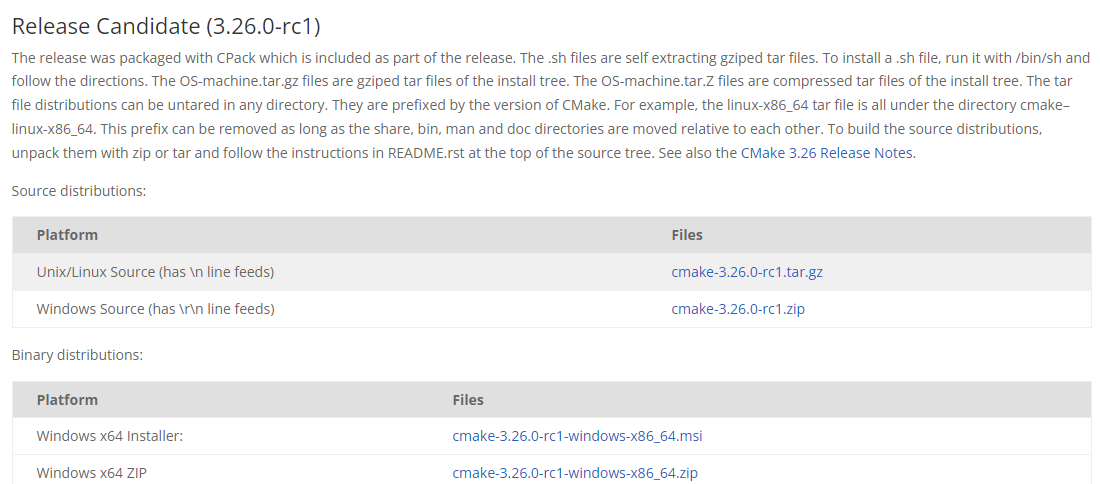 Release Candidate (3.26.0-rc1)
The release was packaged with CPack which is included as part of the release. The .sh files are self extracting gziped tar files. To install a .sh file, run it with /bin/sh and
follow the directions. The OS-machine.tar.gz files are gziped tar files of the install tree. The OS-machine.tar.Z files are compressed tar files of the install tree. The tar
file distributions can be untared in any directory. They are prefixed by the version of CMake. For example, the linux-x86_64 tar file is all under the directory cmake–
linux-x86_64. This prefix can be removed as long as the share, bin, man and doc directories are moved relative to each other. To build the source distributions,
unpack them with zip or tar and follow the instructions in README.rst at the top of the source tree. See also the CMake 3.26 Release Notes.
Source distributions:
Platform Files
Unix/Linux Source (has \n line feeds) cmake-3.26.0-rc1.tar.gz
Windows Source (has \r\n line feeds) cmake-3.26.0-rc1.zip
Binary distributions:
Platform Files
Windows x64 Installer: cmake-3.26.0-rc1-windows-x86_64.msi
Windows x64 ZIP cmake-3.26.0-rc1-windows-x86_64.zip